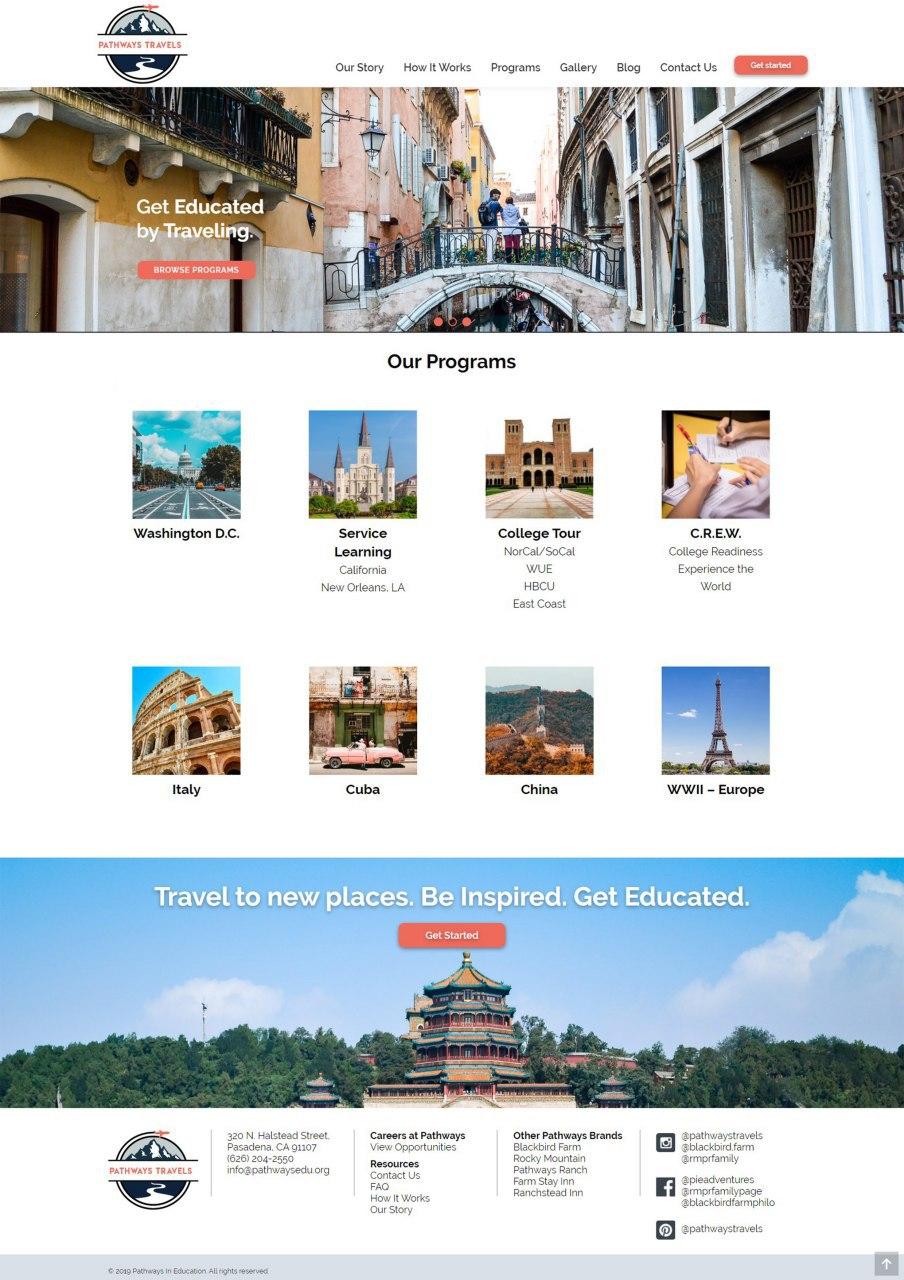 PATHWAYS TRAVELS
Our Story How It Works Programs Gallery Blog Contact Us Get started
Get Educated
by Traveling.
BROWSE PROGRAMS
Our Programs
Washington D.C.
Service
Learning
California
New Orleans, LA
College Tour
NorCal/SoCal
WUE
HBCU
East Coast
C.R.E.W.
College Readiness
Experience the
World
Italy
Cuba
China
WWII – Europe
Travel to new places. Be Inspired. Get Educated.
Get Started
PATHWAYS TRAVELS
320 N. Halstead Street,
Pasadena, CA 91107
(626) 204-2550
info@pathwaysedu.org
Careers at Pathways
View Opportunities
Resources
Contact Us
FAQ
How It Works
Our Story
Other Pathways Brands
Blackbird Farm
Rocky Mountain
Pathways Ranch
Farm Stay Inn
Ranchstead Inn
@pathwaystravels
@blackbird.farm
@rmprfamily
@pieadventures
@rmprfamilypage
@blackbirdfarmphilo
@pathwaystravels
© 2019 Pathways In Education. All rights reserved.